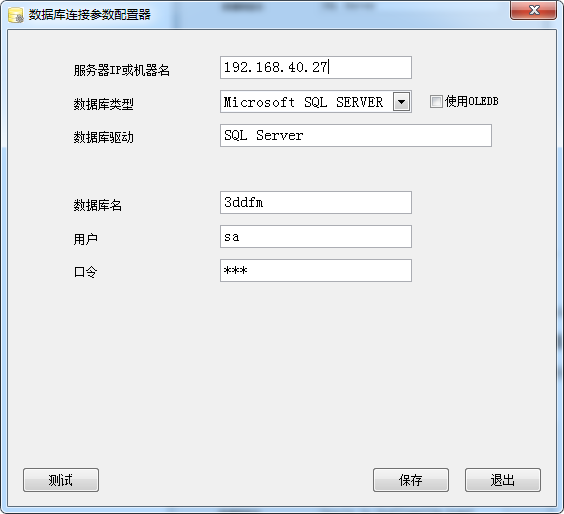 数据库连接参数配置器
服务器IP或机器名 192.168.40.27
数据库类型 Microsoft SQL SERVER 使用OLEDB
数据库驱动 SQL Server
数据库名 3ddfm
用户 sa
口令 ***
测试 保存 退出